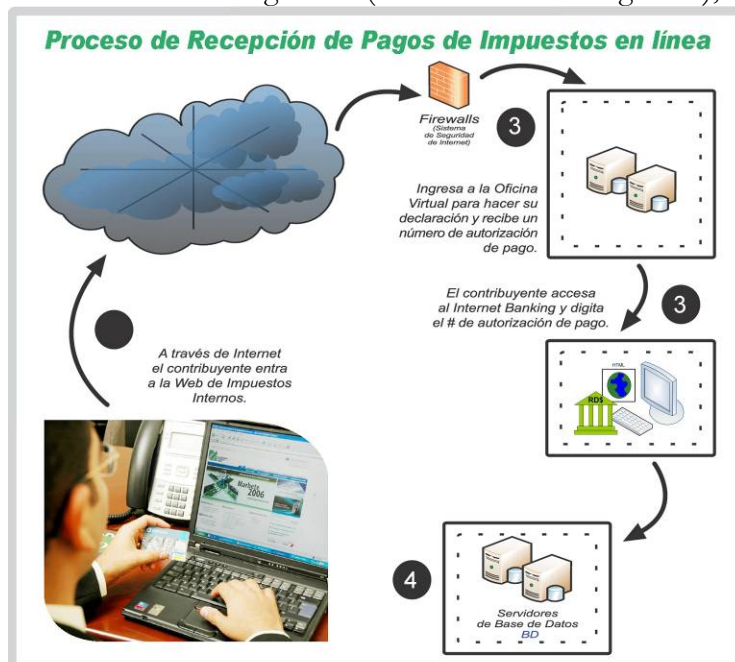 Proceso de Recepción de Pagos de Impuestos en línea
Firewalls
(Sistema
de Seguridad
de Internet)
3
Ingresa a la Oficina
Virtual para hacer su
declaración y recibe un
número de autorización
de pago.
El contribuyente accesa
al Internet Banking y digita
el # de autorización de pago.
3
A través de Internet
el contribuyente entra
a la Web de Impuestos
Internos.
HTML
RD$
Markets
2006
4
Servidores
de Base de Datos
BD